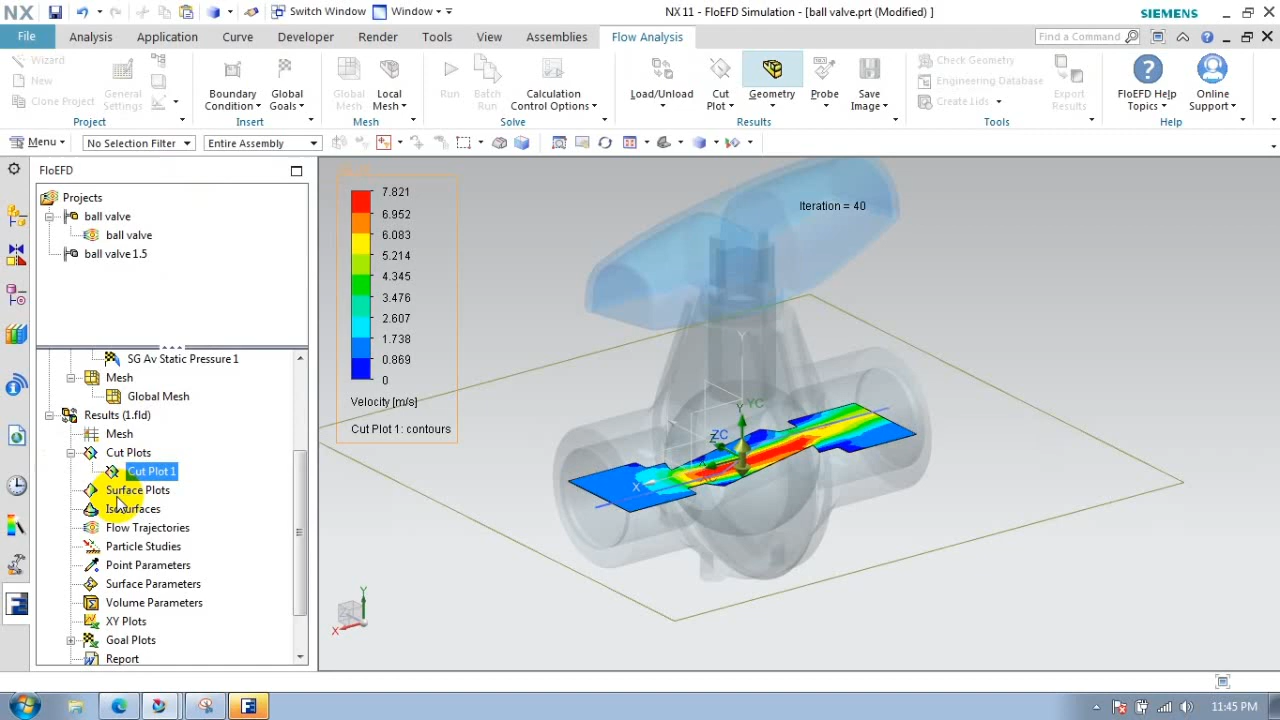 NX
Switch Window
Window
NX 11 - FloEFD Simulation - [ball valve.prt (Modified) ]
SIEMENS
File
Analysis
Application
Curve
Developer
Render
Tools
View
Assemblies
Flow Analysis
Find a Command
Wizard
New
Clone Project
General Settings
Boundary Condition
Global Goals
Global Mesh
Local Mesh
Run
Batch Run
Calculation Control Options
Load/Unload
Cut Plot
Geometry
Probe
Save Image
Check Geometry
Engineering Database
Create Lids
Export Results
FloEFD Help Topics
Online Support
Project
Insert
Mesh
Solve
Results
Tools
Help
Menu
No Selection Filter
Entire Assembly
FloEFD
Projects
ball valve
ball valve
ball valve 1.5
SG Av Static Pressure 1
Mesh
Global Mesh
Results (1.fld)
Mesh
Cut Plots
Cut Plot 1
Surface Plots
Isosurfaces
Flow Trajectories
Particle Studies
Point Parameters
Surface Parameters
Volume Parameters
XY Plots
Goal Plots
Report
7.821
6.952
6.083
5.214
4.345
3.476
2.607
1.738
0.869
0
Velocity [m/s]
Cut Plot 1: contours
Iteration = 40
Y
YC
Y
ZC
Z
X
Y
X
11:45 PM